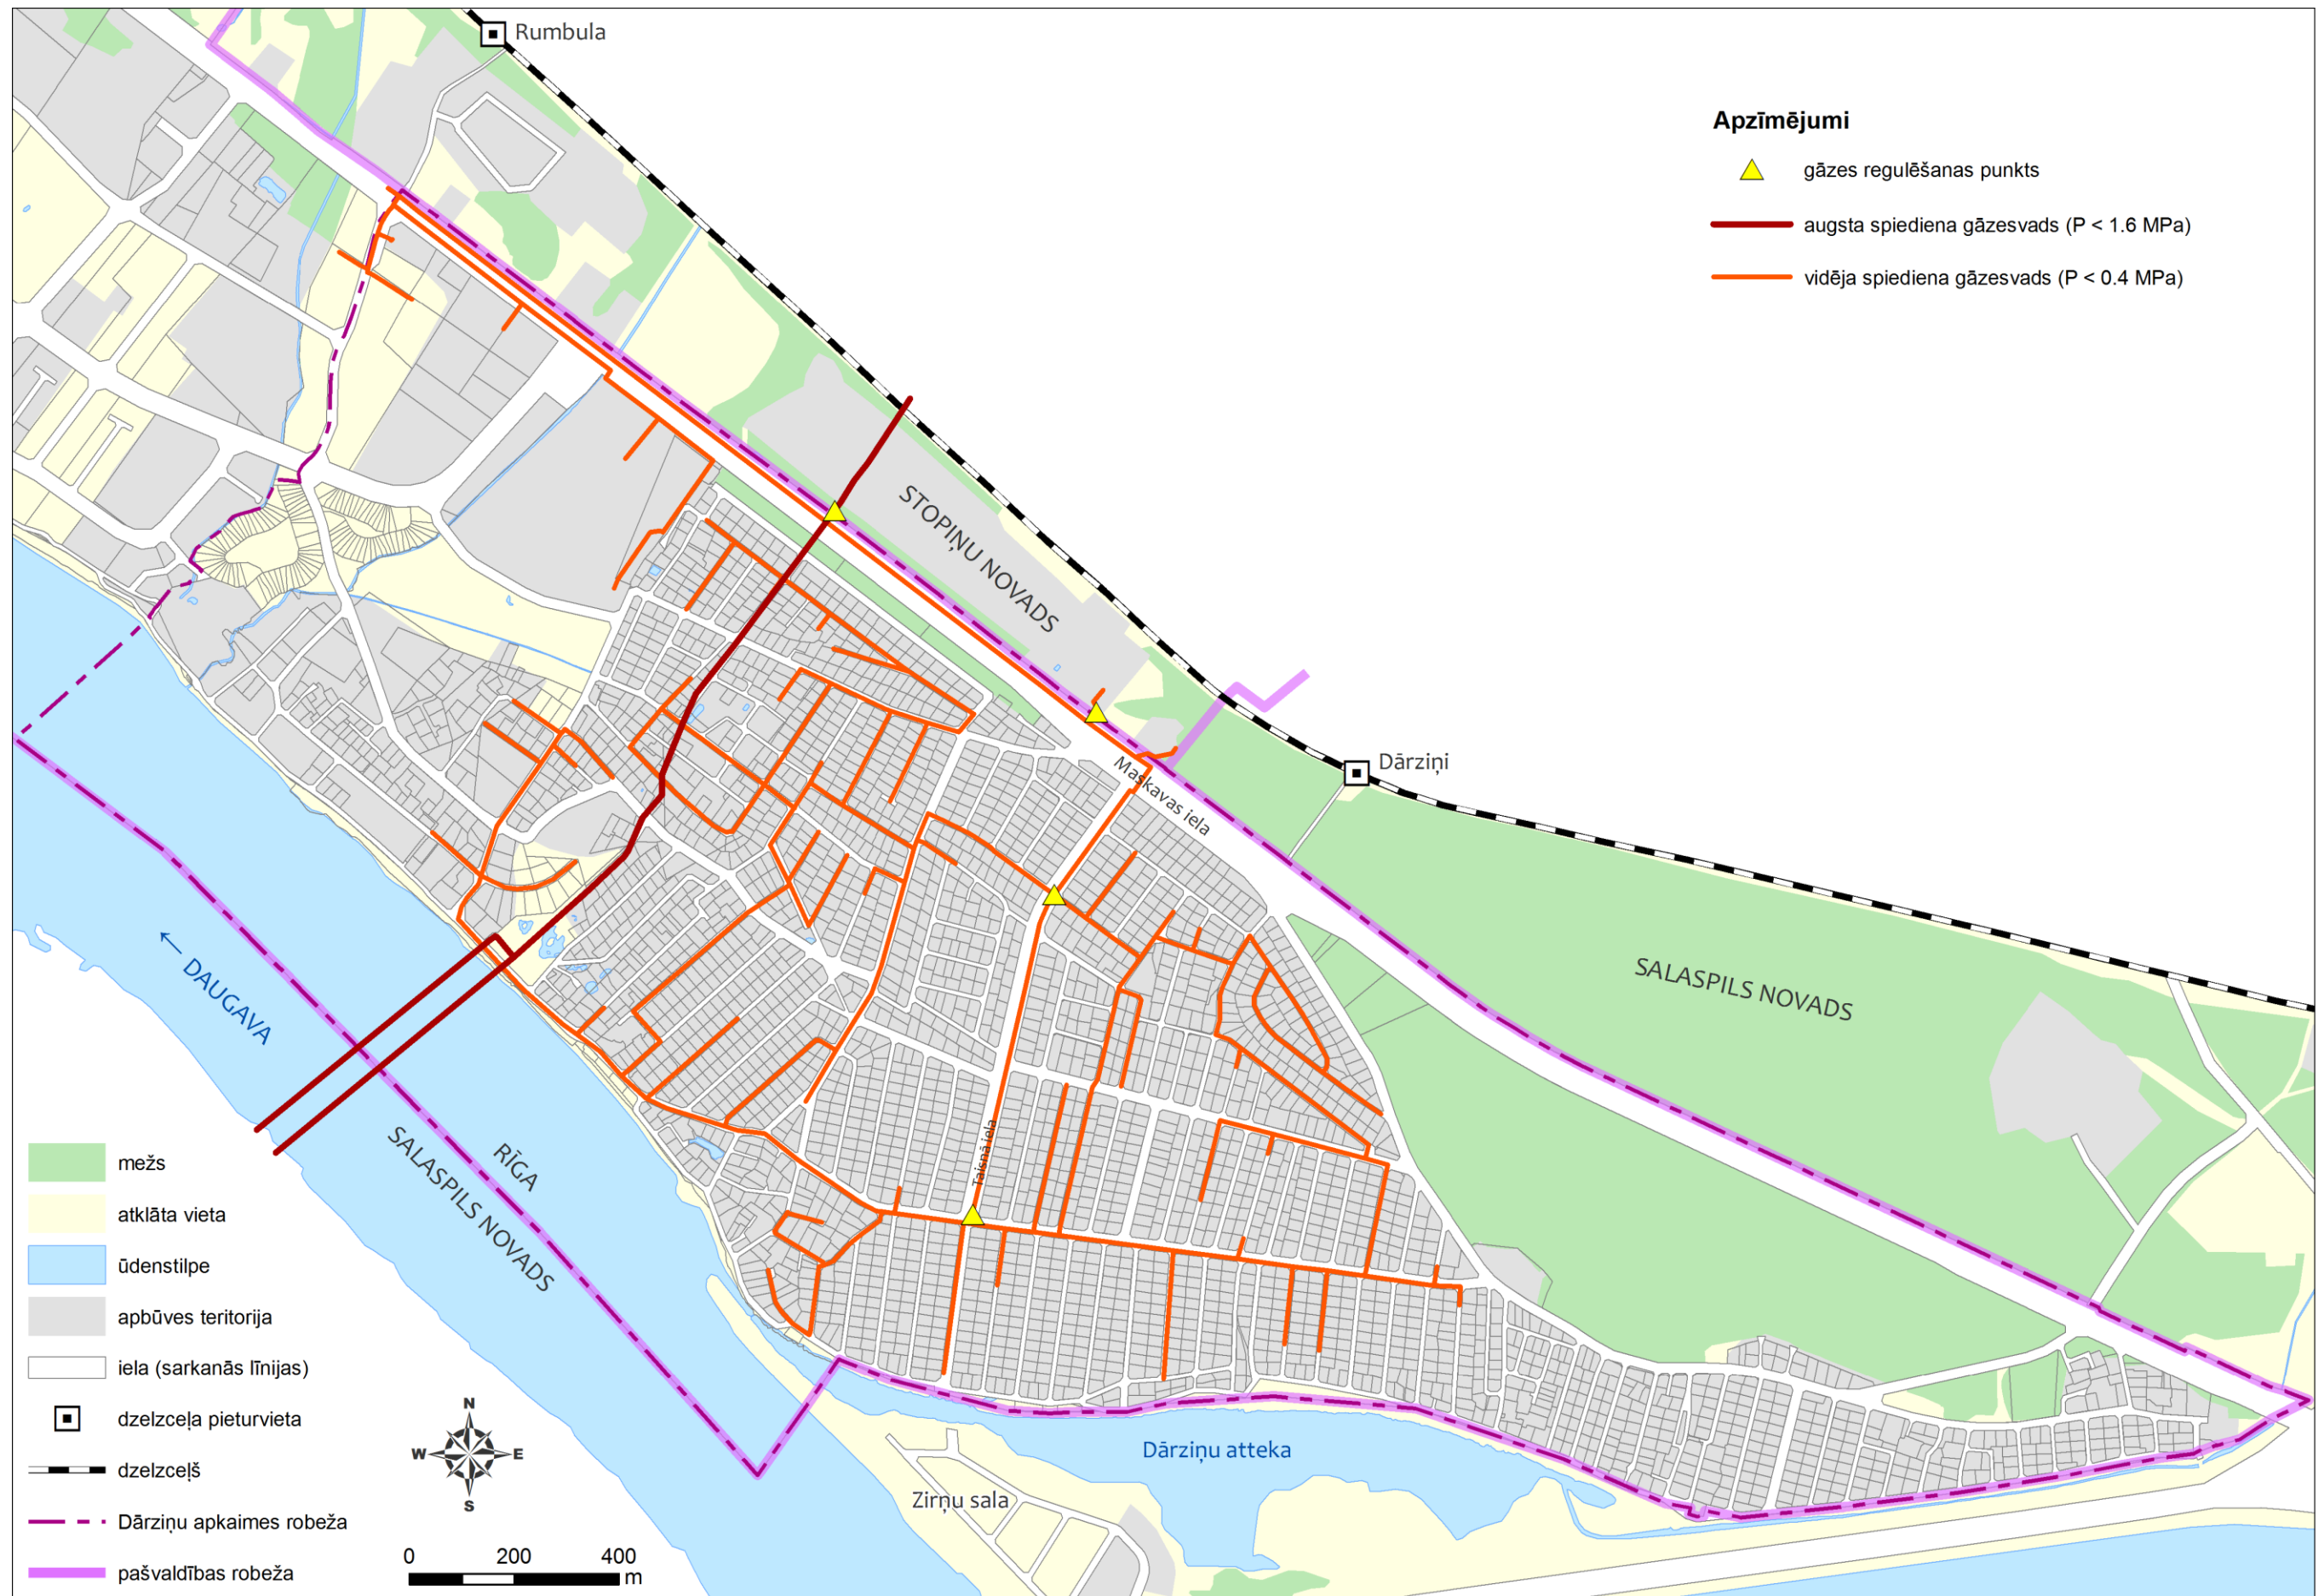 Rumbula
Apzīmējumi
gāzes regulēšanas punkts
augsta spiediena gāzesvads (P < 1.6 MPa)
vidēja spiediena gāzesvads (P < 0.4 MPa)
STOPIŅU NOVADS
Dārziņi
Maskavas iela
SALASPILS NOVADS
← DAUGAVA
RĪGA
SALASPILS NOVADS
Taisnā iela
mežs
atklāta vieta
ūdenstilpe
apbūves teritorija
iela (sarkanās līnijas)
dzelzceļa pieturvieta
dzelzceļš
Dārziņu apkaimes robeža
pašvaldības robeža
N
W E
S
0 200 400
m
Dārziņu atteka
Zirņu sala